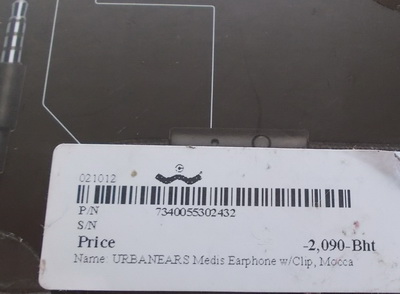 021012
P/N 7340055302432
S/N
Price -2,090-Bht
Name: URBANEARS Medis Earphone w/Clip, Mocca